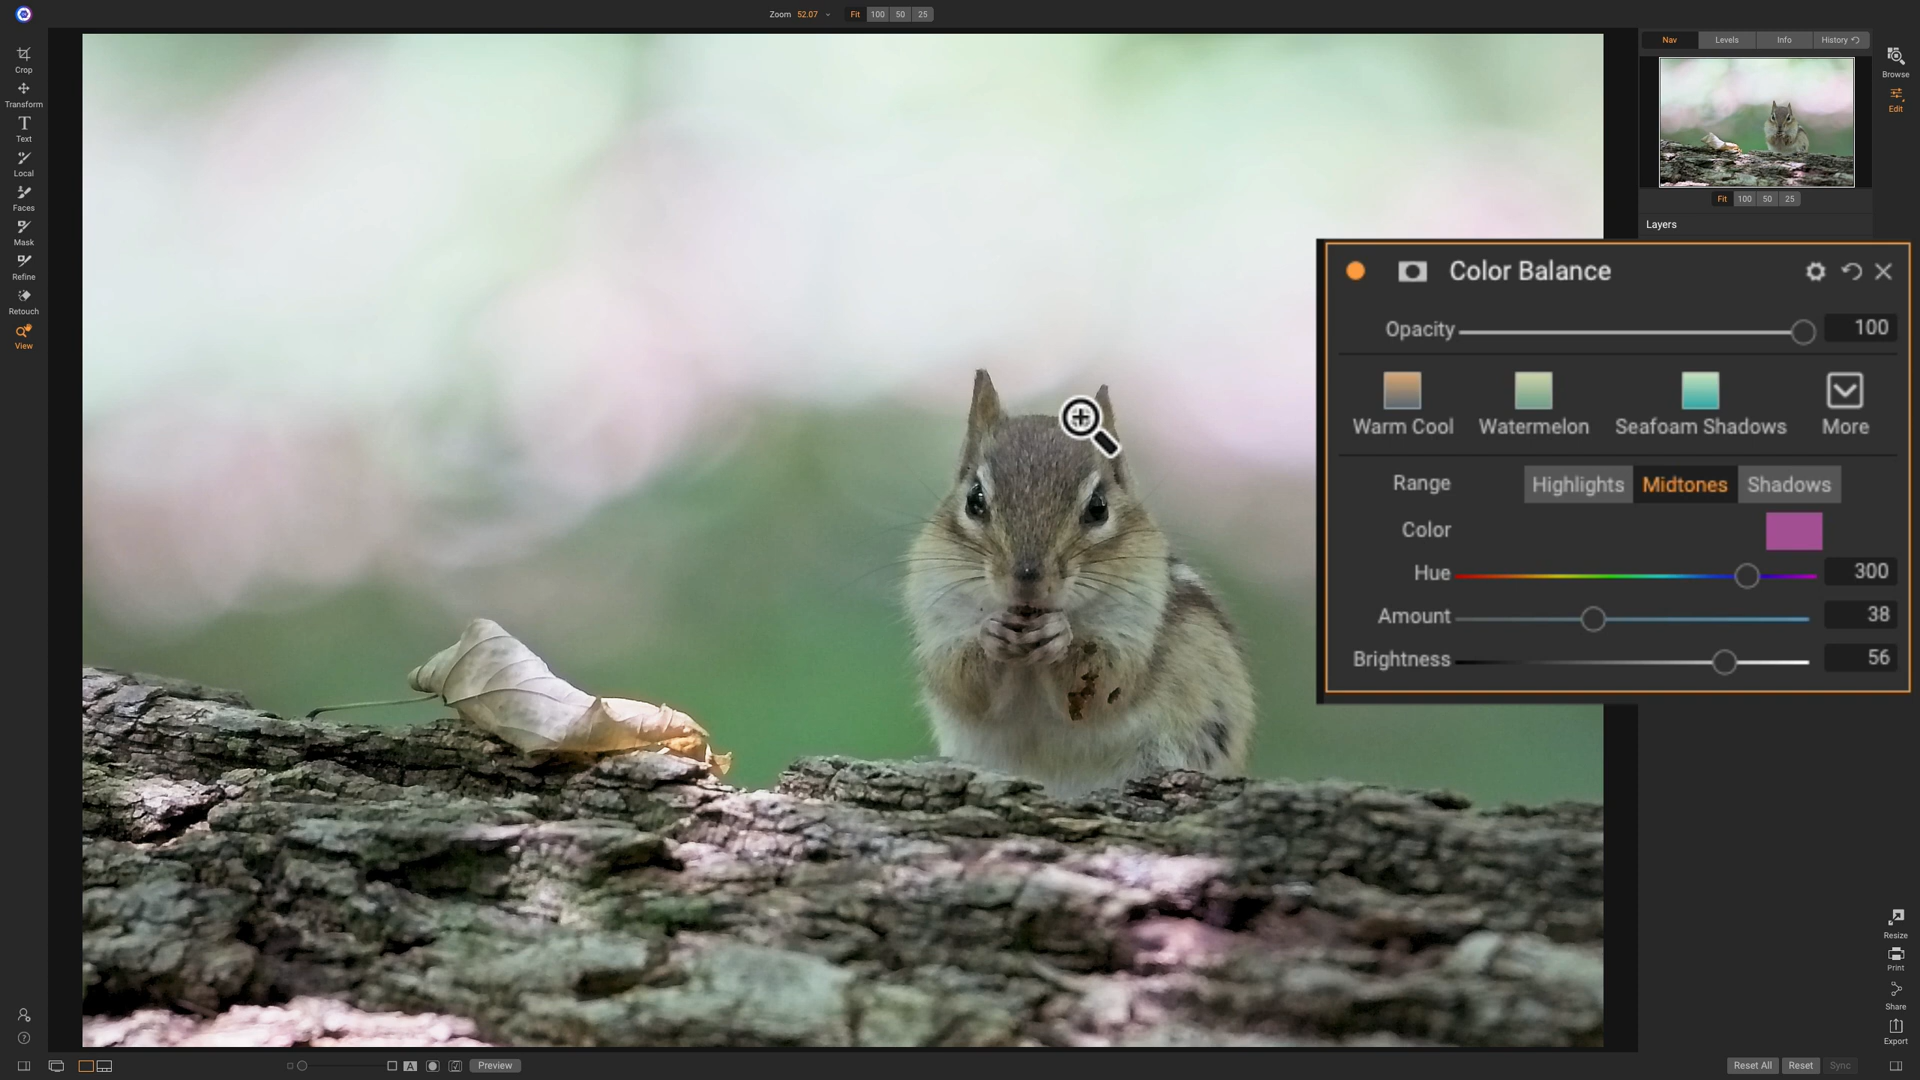 Zoom 52.07 Fit 100 50 25
Crop
Transform
Text
Local
Faces
Mask
Refine
Retouch
View
Nav Levels Info History
Browse
Edit
Fit 100 50 25
Layers
Color Balance
Opacity 100
Warm Cool Watermelon Seafoam Shadows More
Range Highlights Midtones Shadows
Color
Hue 300
Amount 38
Brightness 56
Resize
Print
Share
Export
A Preview Reset All Reset Sync